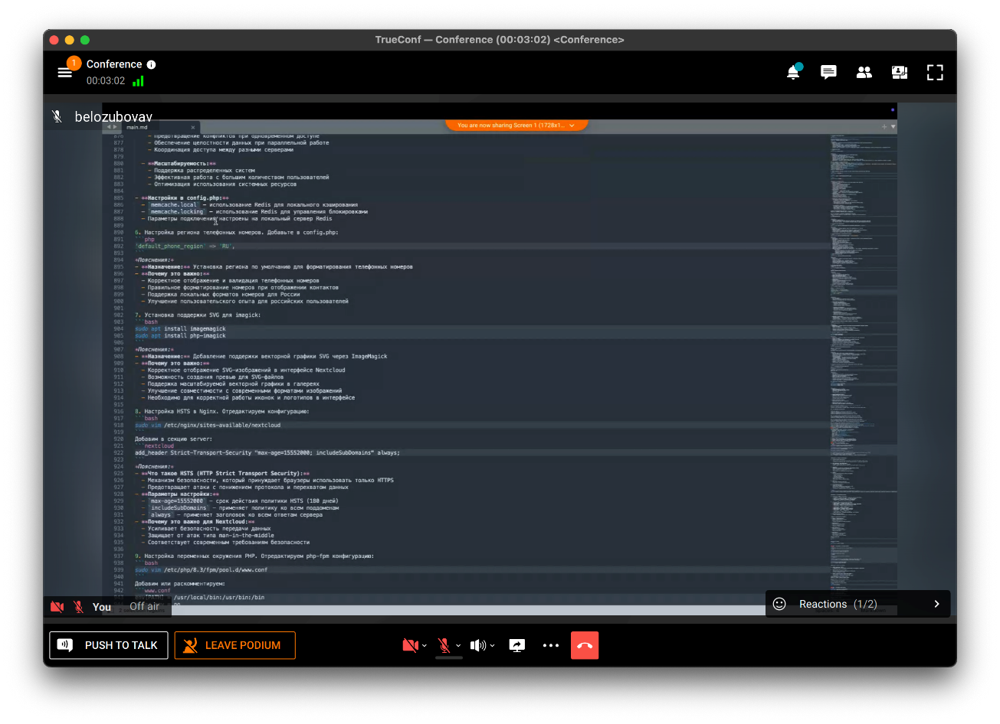 TrueConf — Conference (00:03:02) <Conference>
1
Conference
00:03:02
belozubovav
main.md
You are now sharing Screen 1 (1728x1...
876 – Предотвращение конфликтов при одновременном доступе
877 – Обеспечение целостности данных при параллельной работе
878 – Координация доступа между разными серверами
879
880 – **Масштабируемость:**
881 – Поддержка распределенных систем
882 – Эффективная работа с большим количеством пользователей
883 – Оптимизация использования системных ресурсов
884
885 – **Настройки в config.php:**
886 – `memcache.local` – использование Redis для локального кэширования
887 – `memcache.locking` – использование Redis для управления блокировками
888 – Параметры подключения настроены на локальный сервер Redis
889
890 6. Настройка региона телефонных номеров. Добавьте в config.php:
891 ```php
892 'default_phone_region' => 'RU',
893 ```
894 *Пояснения:*
895 – **Назначение:** Установка региона по умолчанию для форматирования телефонных номеров
896 – **Почему это важно:**
897 – Корректное отображение и валидация телефонных номеров
898 – Правильное форматирование номеров при отображении контактов
899 – Поддержка локальных форматов номеров для России
900 – Улучшение пользовательского опыта для российских пользователей
901
902 7. Установка поддержки SVG для imagick:
903 ```bash
904 sudo apt install imagemagick
905 sudo apt install php-imagick
906 ```
907 *Пояснения:*
908 – **Назначение:** Добавление поддержки векторной графики SVG через ImageMagick
909 – **Почему это важно:**
910 – Корректное отображение SVG-изображений в интерфейсе Nextcloud
911 – Возможность создания превью для SVG-файлов
912 – Поддержка масштабируемой векторной графики в галереях
913 – Улучшение совместимости с современными форматами изображений
914 – Необходимо для корректной работы иконок и логотипов в интерфейсе
915
916 8. Настройка HSTS в Nginx. Отредактируем конфигурацию:
917 ```bash
918 sudo vim /etc/nginx/sites-available/nextcloud
919 ```
920 Добавим в секцию server:
921 ```nextcloud
922 add_header Strict-Transport-Security "max-age=15552000; includeSubDomains" always;
923 ```
924 *Пояснения:*
925 – **Что такое HSTS (HTTP Strict Transport Security):**
926 – Механизм безопасности, который принуждает браузеры использовать только HTTPS
927 – Предотвращает атаки с понижением протокола и перехватом данных
928 – **Параметры настройки:**
929 – `max-age=15552000` – срок действия политики HSTS (180 дней)
930 – `includeSubDomains` – применяет политику ко всем поддоменам
931 – `always` – применяет заголовок ко всем ответам сервера
932 – **Почему это важно для Nextcloud:**
933 – Усиливает безопасность передачи данных
934 – Защищает от атак типа man-in-the-middle
935 – Соответствует современным требованиям безопасности
936
937 9. Настройка переменных окружения PHP. Отредактируем php-fpm конфигурацию:
938 ```bash
939 sudo vim /etc/php/8.3/fpm/pool.d/www.conf
940 ```
941 Добавим или раскомментируем:
942 ```www.conf
943 env[PATH] = /usr/local/bin:/usr/bin:/bin
You Off air
Reactions (1/2)
PUSH TO TALK
LEAVE PODIUM